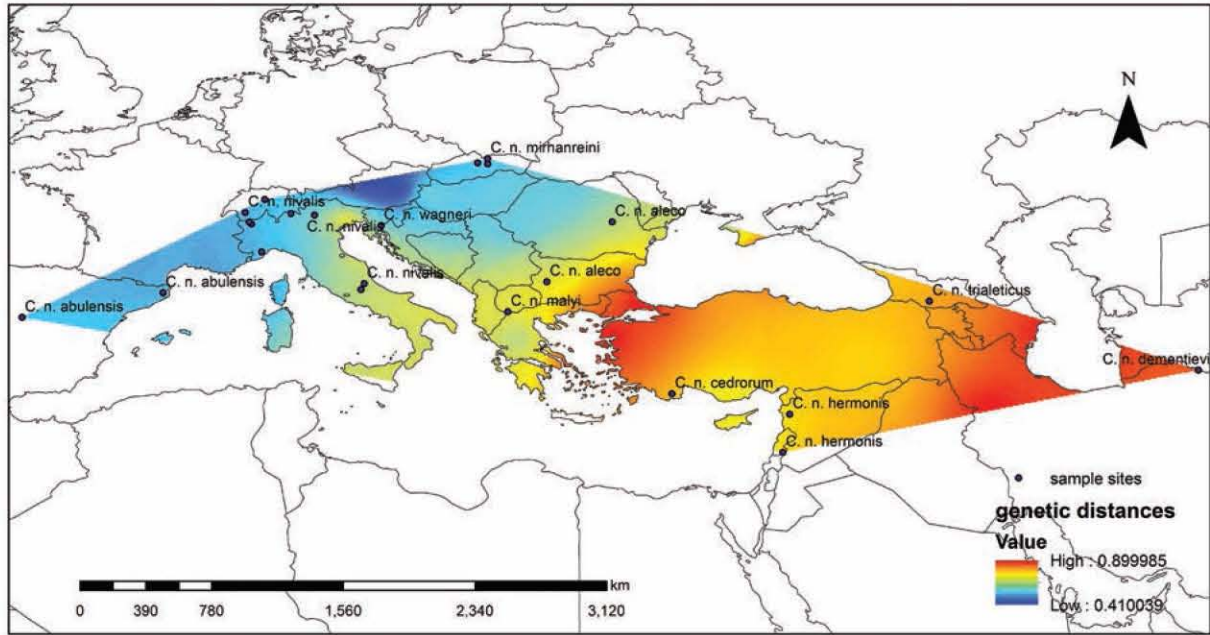 N
C. n. mirhanreini
C. n. nivalis
C. n. wagneri
C. n. aleco
C. n. nivalis
C. n. nivalis
C. n. aleco
C. n. abulensis
C. n. trialeticus
C. n. abulensis
C. n. malyi
C. n. dementievi
C. n. cedrorum
C. n. hermonis
C. n. hermonis
sample sites
genetic distances
Value
High : 0.899985
Low : 0.410039
km
0 390 780 1,560 2,340 3,120